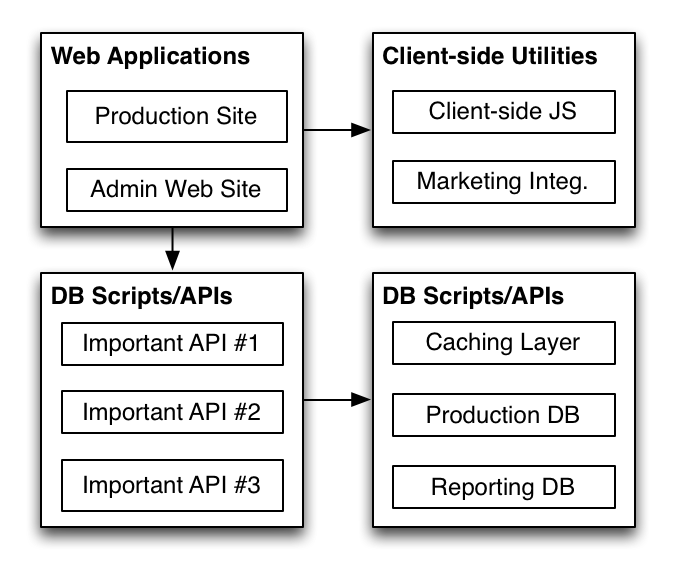 Web Applications
Production Site
Admin Web Site
Client-side Utilities
Client-side JS
Marketing Integ.
DB Scripts/APIs
Important API #1
Important API #2
Important API #3
DB Scripts/APIs
Caching Layer
Production DB
Reporting DB